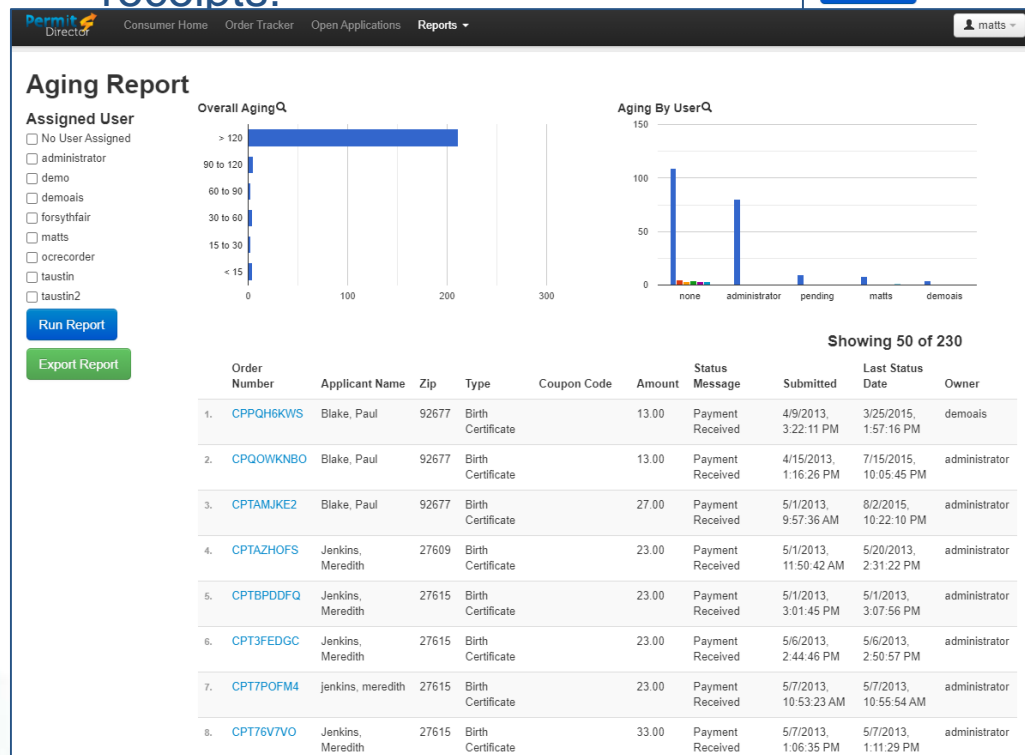 receipts.
Permit
Director
Consumer Home Order Tracker Open Applications Reports
matts
Aging Report
Assigned User
No User Assigned
administrator
demo
demoais
forsythfair
matts
ocrecorder
taustin
taustin2
Run Report
Export Report
Overall Aging
> 120
90 to 120
60 to 90
30 to 60
15 to 30
< 15
0 100 200 300
Aging By User
150
100
50
0
none administrator pending matts demoais
Showing 50 of 230
Order Number Applicant Name Zip Type Coupon Code Amount Status Message Submitted Last Status Date Owner
1. CPPQH6KWS Blake, Paul 92677 Birth Certificate 13.00 Payment Received 4/9/2013, 3:22:11 PM 3/25/2015, 1:57:16 PM demoais
2. CPQOWKNBO Blake, Paul 92677 Birth Certificate 13.00 Payment Received 4/15/2013, 1:16:26 PM 7/15/2015, 10:05:45 PM administrator
3. CPTAMJKE2 Blake, Paul 92677 Birth Certificate 27.00 Payment Received 5/1/2013, 9:57:36 AM 8/2/2015, 10:22:10 PM administrator
4. CPTAZHOFS Jenkins, Meredith 27609 Birth Certificate 23.00 Payment Received 5/1/2013, 11:50:42 AM 5/20/2013, 2:31:22 PM administrator
5. CPTBPDDFQ Jenkins, Meredith 27615 Birth Certificate 23.00 Payment Received 5/1/2013, 3:01:45 PM 5/1/2013, 3:07:56 PM administrator
6. CPT3FEDGC Jenkins, Meredith 27615 Birth Certificate 23.00 Payment Received 5/6/2013, 2:44:46 PM 5/6/2013, 2:50:57 PM administrator
7. CPT7POFM4 jenkins, meredith 27615 Birth Certificate 23.00 Payment Received 5/7/2013, 10:53:23 AM 5/7/2013, 10:55:54 AM administrator
8. CPT76V7VO Jenkins, Meredith 27615 Birth Certificate 33.00 Payment Received 5/7/2013, 1:06:35 PM 5/7/2013, 1:11:29 PM administrator